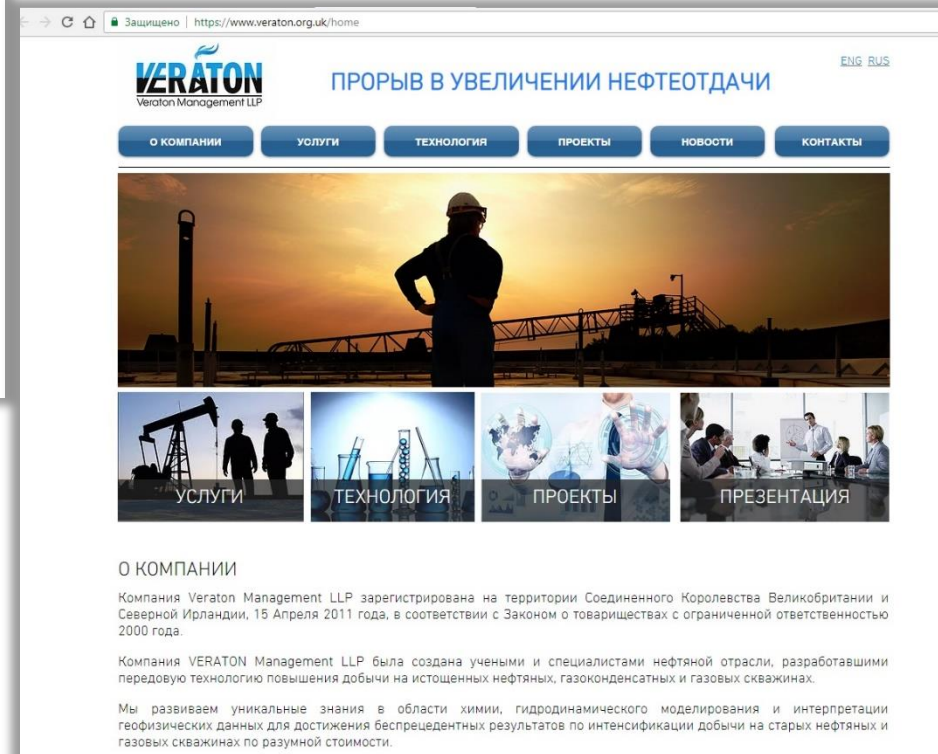 Защищено | https://www.veraton.org.uk/home
VERATON
Veraton Management LLP
ПРОРЫВ В УВЕЛИЧЕНИИ НЕФТЕОТДАЧИ
ENG RUS
О КОМПАНИИ УСЛУГИ ТЕХНОЛОГИЯ ПРОЕКТЫ НОВОСТИ КОНТАКТЫ
УСЛУГИ ТЕХНОЛОГИЯ ПРОЕКТЫ ПРЕЗЕНТАЦИЯ
О КОМПАНИИ
Компания Veraton Management LLP зарегистрирована на территории Соединенного Королевства Великобритании и
Северной Ирландии, 15 Апреля 2011 года, в соответствии с Законом о товариществах с ограниченной ответственностью
2000 года.
Компания VERATON Management LLP была создана учеными и специалистами нефтяной отрасли, разработавшими
передовую технологию повышения добычи на истощенных нефтяных, газоконденсатных и газовых скважинах.
Мы развиваем уникальные знания в области химии, гидродинамического моделирования и интерпретации
геофизических данных для достижения беспрецедентных результатов по интенсификации добычи на старых нефтяных и
газовых скважинах по разумной стоимости.